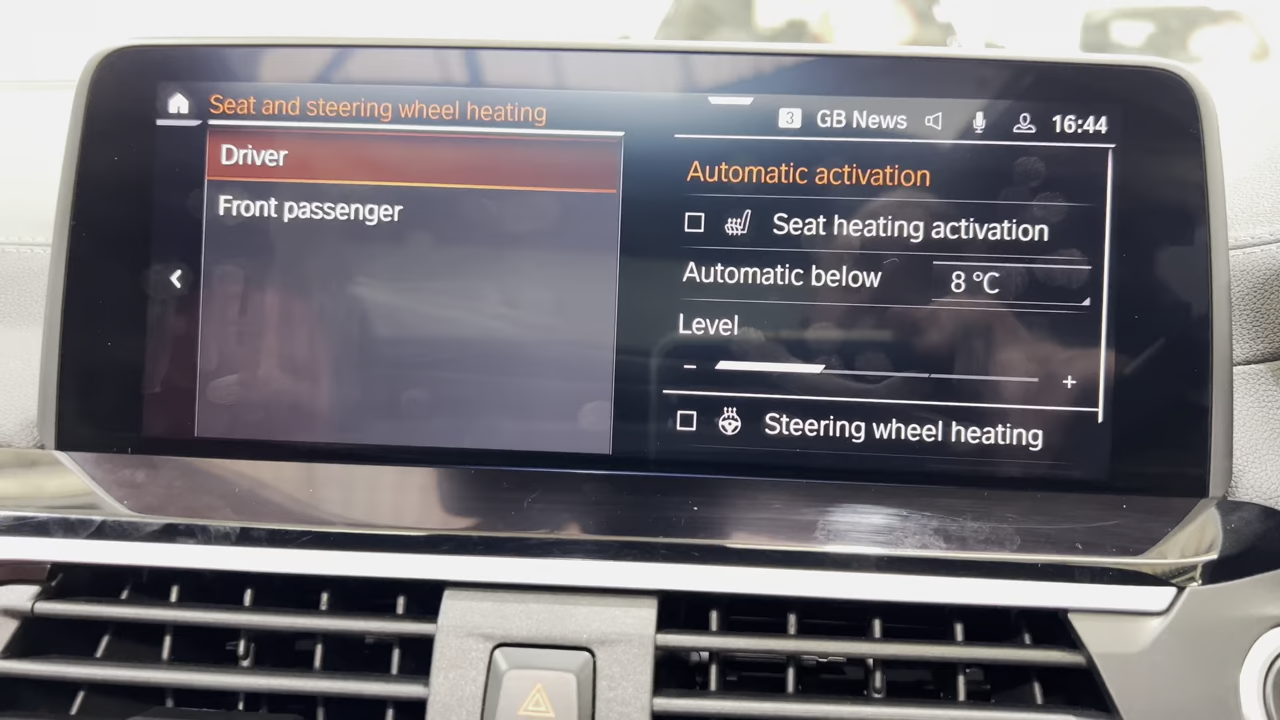 Seat and steering wheel heating
3 GB News 16:44
Driver
Front passenger
Automatic activation
Seat heating activation
Automatic below 8 °C
Level
- +
Steering wheel heating